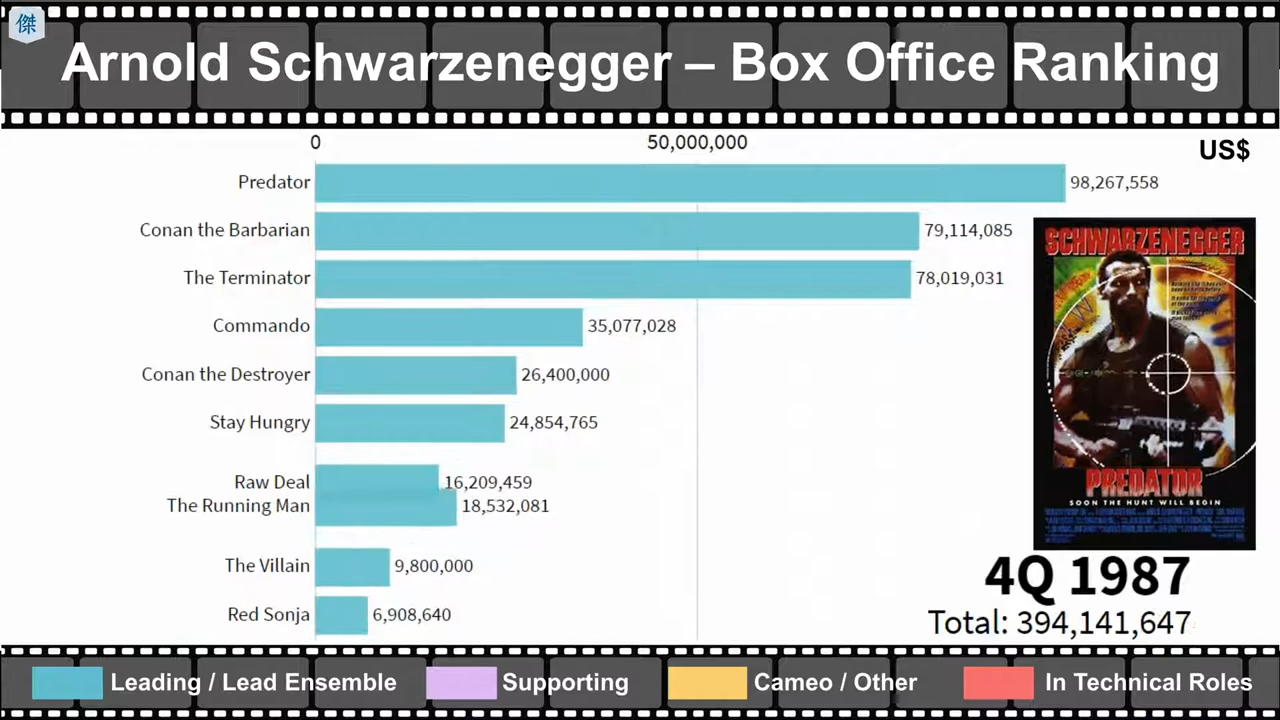 傑
Arnold Schwarzenegger – Box Office Ranking
0 50,000,000 US$
Predator 98,267,558
Conan the Barbarian 79,114,085
The Terminator 78,019,031
Commando 35,077,028
Conan the Destroyer 26,400,000
Stay Hungry 24,854,765
Raw Deal 16,209,459
The Running Man 18,532,081
The Villain 9,800,000
Red Sonja 6,908,640
SCHWARZENEGGER
PREDATOR
SOON THE HUNT WILL BEGIN
4Q 1987
Total: 394,141,647
Leading / Lead Ensemble Supporting Cameo / Other In Technical Roles